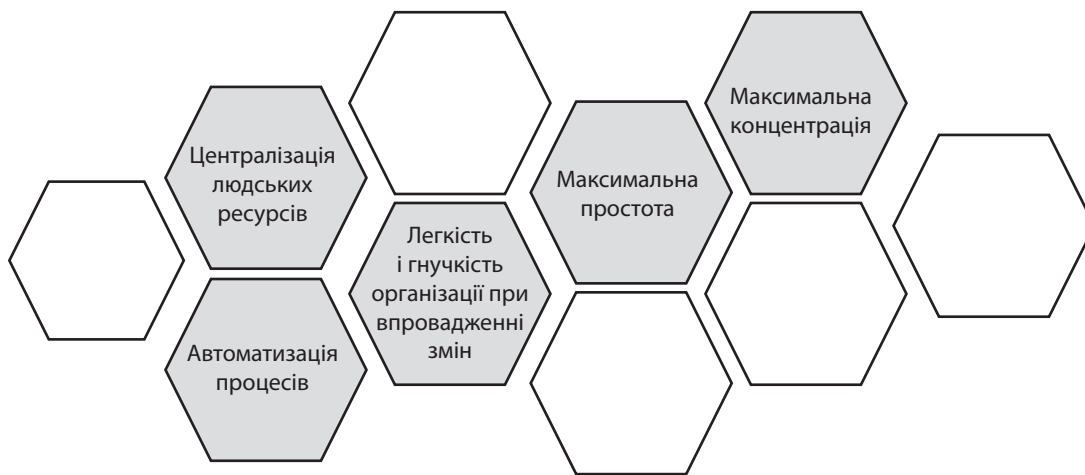 Централізація
людських
ресурсів
Автоматизація
процесів
Легкість
і гнучкість
організації при
впровадженні
змін
Максимальна
простота
Максимальна
концентрація